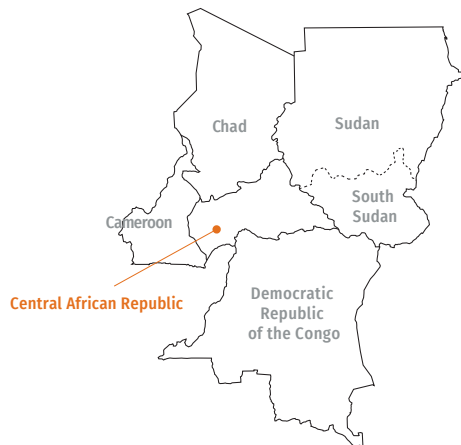 Chad
Sudan
South
Sudan
Cameroon
Central African Republic
Democratic
Republic
of the Congo